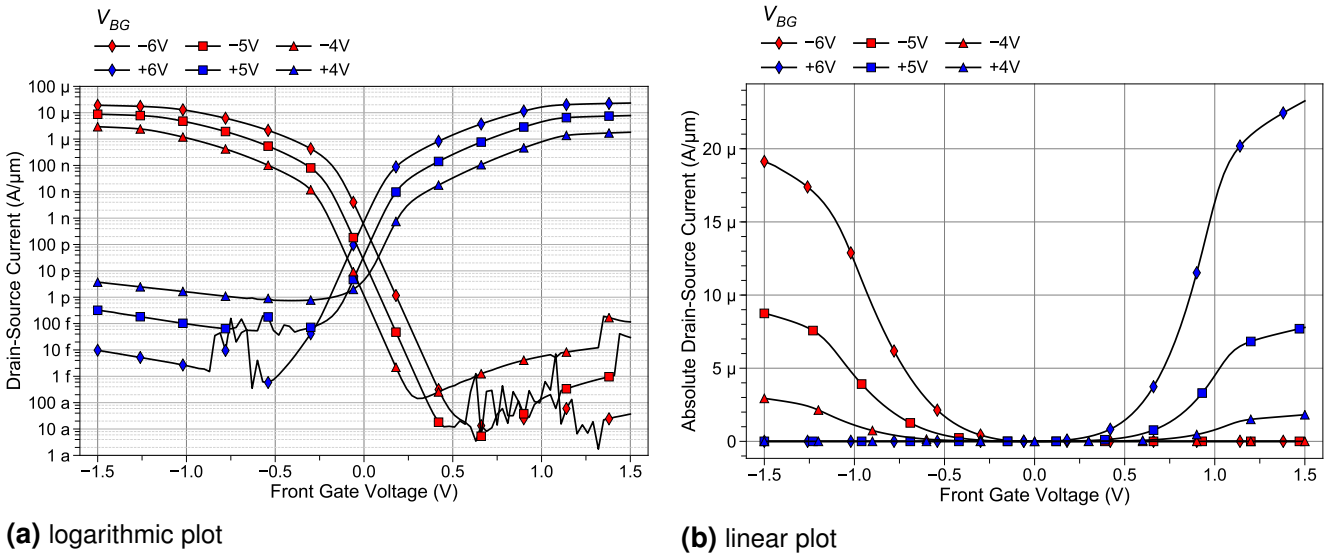 V_BG
−6V −5V −4V
+6V +5V +4V
100 µ
10 µ
1 µ
100 n
10 n
1 n
100 p
10 p
1 p
100 f
10 f
1 f
100 a
10 a
1 a
Drain-Source Current (A/µm)
−1.5 −1.0 −0.5 0.0 0.5 1.0 1.5
Front Gate Voltage (V)
(a) logarithmic plot
V_BG
−6V −5V −4V
+6V +5V +4V
20 µ
15 µ
10 µ
5 µ
0
Absolute Drain-Source Current (A/µm)
−1.5 −1.0 −0.5 0.0 0.5 1.0 1.5
Front Gate Voltage (V)
(b) linear plot